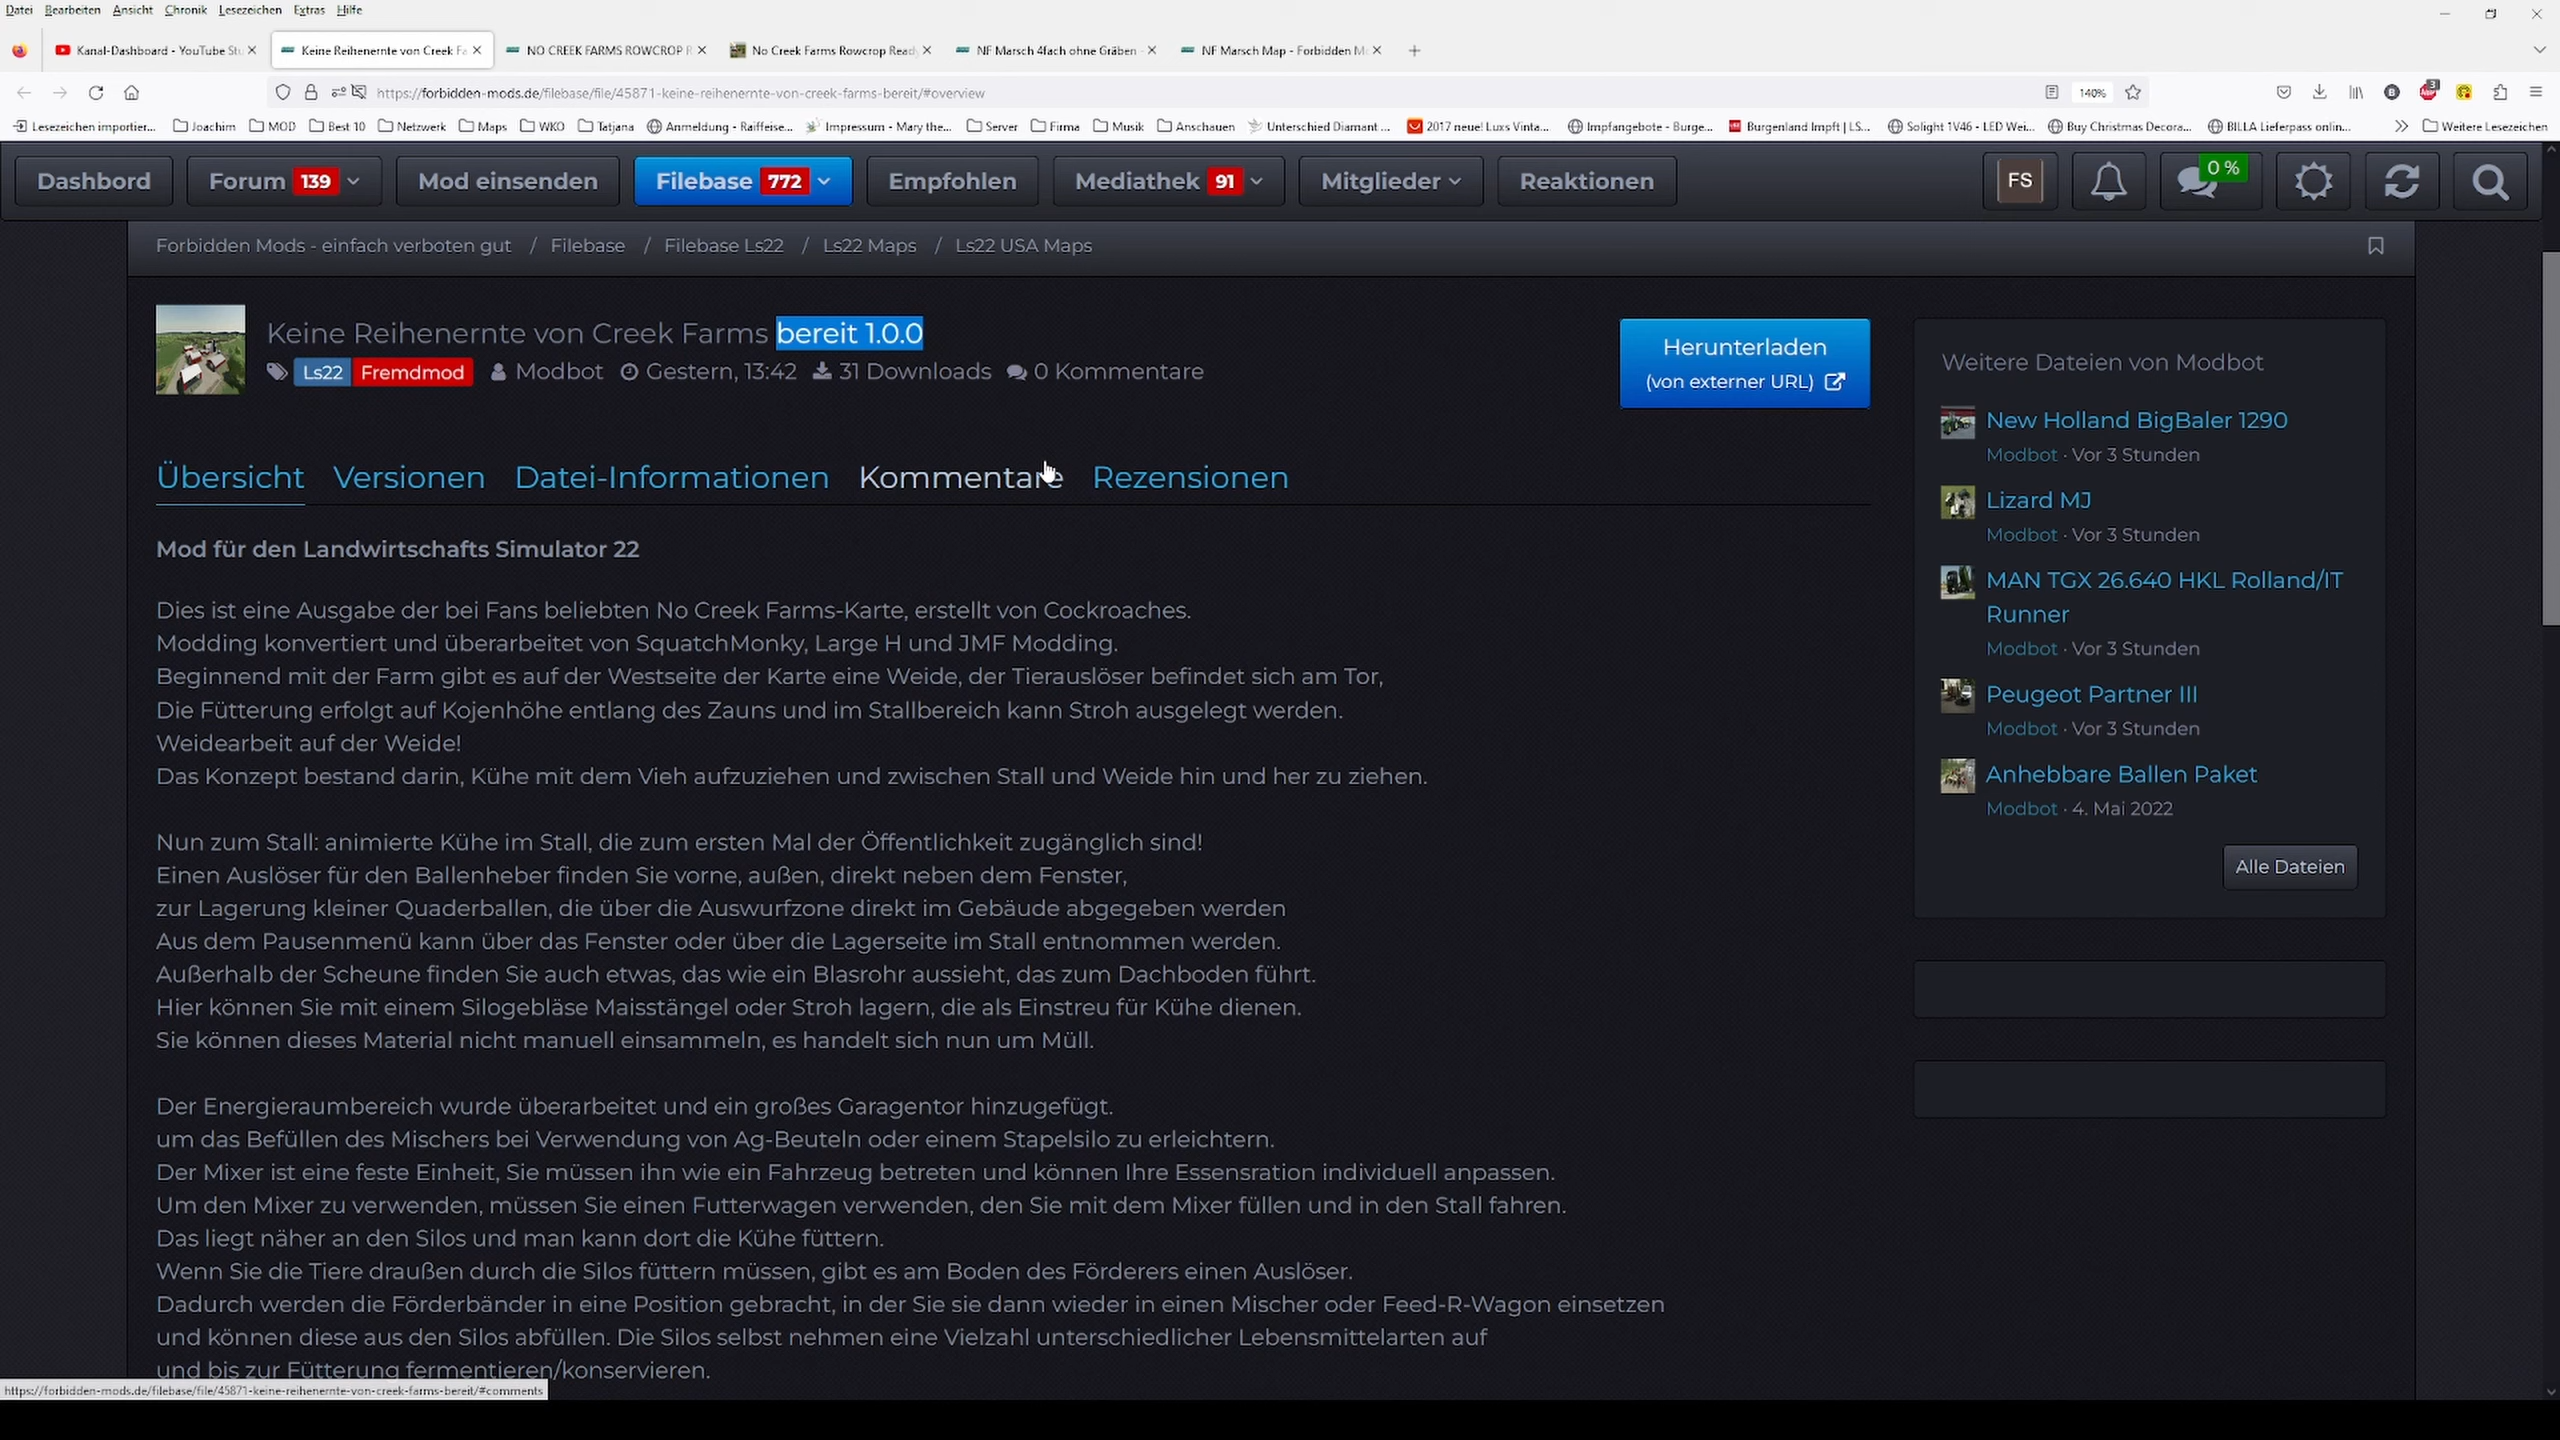 Datei Bearbeiten Ansicht Chronik Lesezeichen Extras Hilfe
Kanal-Dashboard - YouTube Stu
Keine Reihenernte von Creek Fa
NO CREEK FARMS ROWCROP R
No Creek Farms Rowcrop Ready
NF Marsch 4fach ohne Gräben -
NF Marsch Map - Forbidden Mo
https://forbidden-mods.de/filebase/file/45871-keine-reihenernte-von-creek-farms-bereit/#overview
140%
3
Lesezeichen importier... Joachim MOD Best 10 Netzwerk Maps WKO Tatjana Anmeldung - Raiffeise... Impressum - Mary the... Server Firma Musik Anschauen Unterschied Diamant ... 2017 neue! Luxs Vinta... Impfangebote - Burge... Burgenland Impft | LS... Solight 1V46 - LED Wei... Buy Christmas Decora... BILLA Lieferpass onlin... Weitere Lesezeichen
Dashbord
Forum 139
Mod einsenden
Filebase 772
Empfohlen
Mediathek 91
Mitglieder
Reaktionen
FS
0 %
Forbidden Mods - einfach verboten gut / Filebase / Filebase Ls22 / Ls22 Maps / Ls22 USA Maps
Keine Reihenernte von Creek Farms bereit 1.0.0
Ls22 Fremdmod Modbot Gestern, 13:42 31 Downloads 0 Kommentare
Herunterladen
(von externer URL)
Übersicht Versionen Datei-Informationen Kommentare Rezensionen
Mod für den Landwirtschafts Simulator 22
Dies ist eine Ausgabe der bei Fans beliebten No Creek Farms-Karte, erstellt von Cockroaches.
Modding konvertiert und überarbeitet von SquatchMonky, Large H und JMF Modding.
Beginnend mit der Farm gibt es auf der Westseite der Karte eine Weide, der Tierauslöser befindet sich am Tor,
Die Fütterung erfolgt auf Kojenhöhe entlang des Zauns und im Stallbereich kann Stroh ausgelegt werden.
Weidearbeit auf der Weide!
Das Konzept bestand darin, Kühe mit dem Vieh aufzuziehen und zwischen Stall und Weide hin und her zu ziehen.
Nun zum Stall: animierte Kühe im Stall, die zum ersten Mal der Öffentlichkeit zugänglich sind!
Einen Auslöser für den Ballenheber finden Sie vorne, außen, direkt neben dem Fenster,
zur Lagerung kleiner Quaderballen, die über die Auswurfzone direkt im Gebäude abgegeben werden
Aus dem Pausenmenü kann über das Fenster oder über die Lagerseite im Stall entnommen werden.
Außerhalb der Scheune finden Sie auch etwas, das wie ein Blasrohr aussieht, das zum Dachboden führt.
Hier können Sie mit einem Silogebläse Maisstängel oder Stroh lagern, die als Einstreu für Kühe dienen.
Sie können dieses Material nicht manuell einsammeln, es handelt sich nun um Müll.
Der Energieraumbereich wurde überarbeitet und ein großes Garagentor hinzugefügt.
um das Befüllen des Mischers bei Verwendung von Ag-Beuteln oder einem Stapelsilo zu erleichtern.
Der Mixer ist eine feste Einheit, Sie müssen ihn wie ein Fahrzeug betreten und können Ihre Essensration individuell anpassen.
Um den Mixer zu verwenden, müssen Sie einen Futterwagen verwenden, den Sie mit dem Mixer füllen und in den Stall fahren.
Das liegt näher an den Silos und man kann dort die Kühe füttern.
Wenn Sie die Tiere draußen durch die Silos füttern müssen, gibt es am Boden des Förderers einen Auslöser.
Dadurch werden die Förderbänder in eine Position gebracht, in der Sie sie dann wieder in einen Mischer oder Feed-R-Wagon einsetzen
und können diese aus den Silos abfüllen. Die Silos selbst nehmen eine Vielzahl unterschiedlicher Lebensmittelarten auf
und bis zur Fütterung fermentieren/konservieren.
Weitere Dateien von Modbot
New Holland BigBaler 1290
Modbot · Vor 3 Stunden
Lizard MJ
Modbot · Vor 3 Stunden
MAN TGX 26.640 HKL Rolland/IT
Runner
Modbot · Vor 3 Stunden
Peugeot Partner III
Modbot · Vor 3 Stunden
Anhebbare Ballen Paket
Modbot · 4. Mai 2022
Alle Dateien
https://forbidden-mods.de/filebase/file/45871-keine-reihenernte-von-creek-farms-bereit/#comments